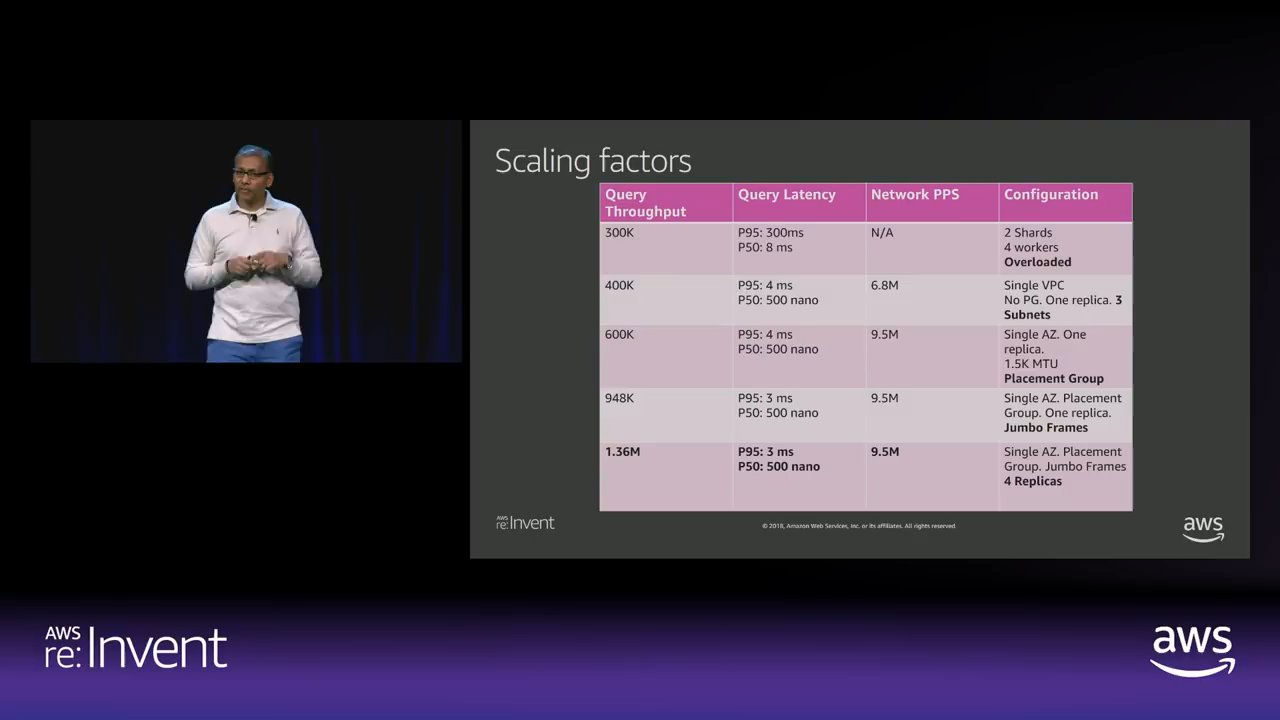 Scaling factors
Query
Throughput
Query Latency
Network PPS
Configuration
300K
P95: 300ms
P50: 8 ms
N/A
2 Shards
4 workers
Overloaded
400K
P95: 4 ms
P50: 500 nano
6.8M
Single VPC
No PG. One replica. 3
Subnets
600K
P95: 4 ms
P50: 500 nano
9.5M
Single AZ. One
replica.
1.5K MTU
Placement Group
948K
P95: 3 ms
P50: 500 nano
9.5M
Single AZ. Placement
Group. One replica.
Jumbo Frames
1.36M
P95: 3 ms
P50: 500 nano
9.5M
Single AZ. Placement
Group. Jumbo Frames
4 Replicas
AWS
re:Invent
© 2018, Amazon Web Services, Inc. or its affiliates. All rights reserved.
aws
AWS
re:Invent
aws